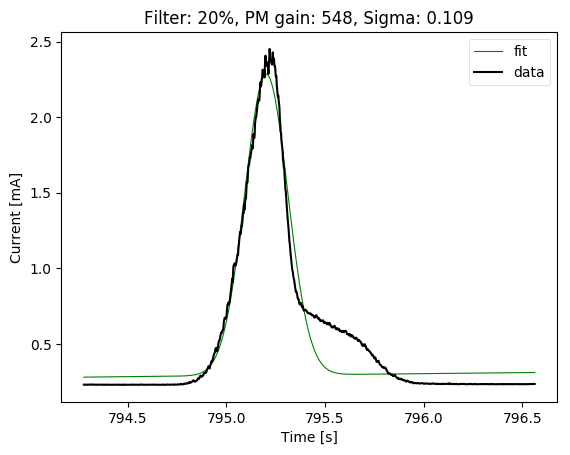 Filter: 20%, PM gain: 548, Sigma: 0.109
2.5
2.0
1.5
1.0
0.5
Current [mA]
fit
data
794.5 795.0 795.5 796.0 796.5
Time [s]